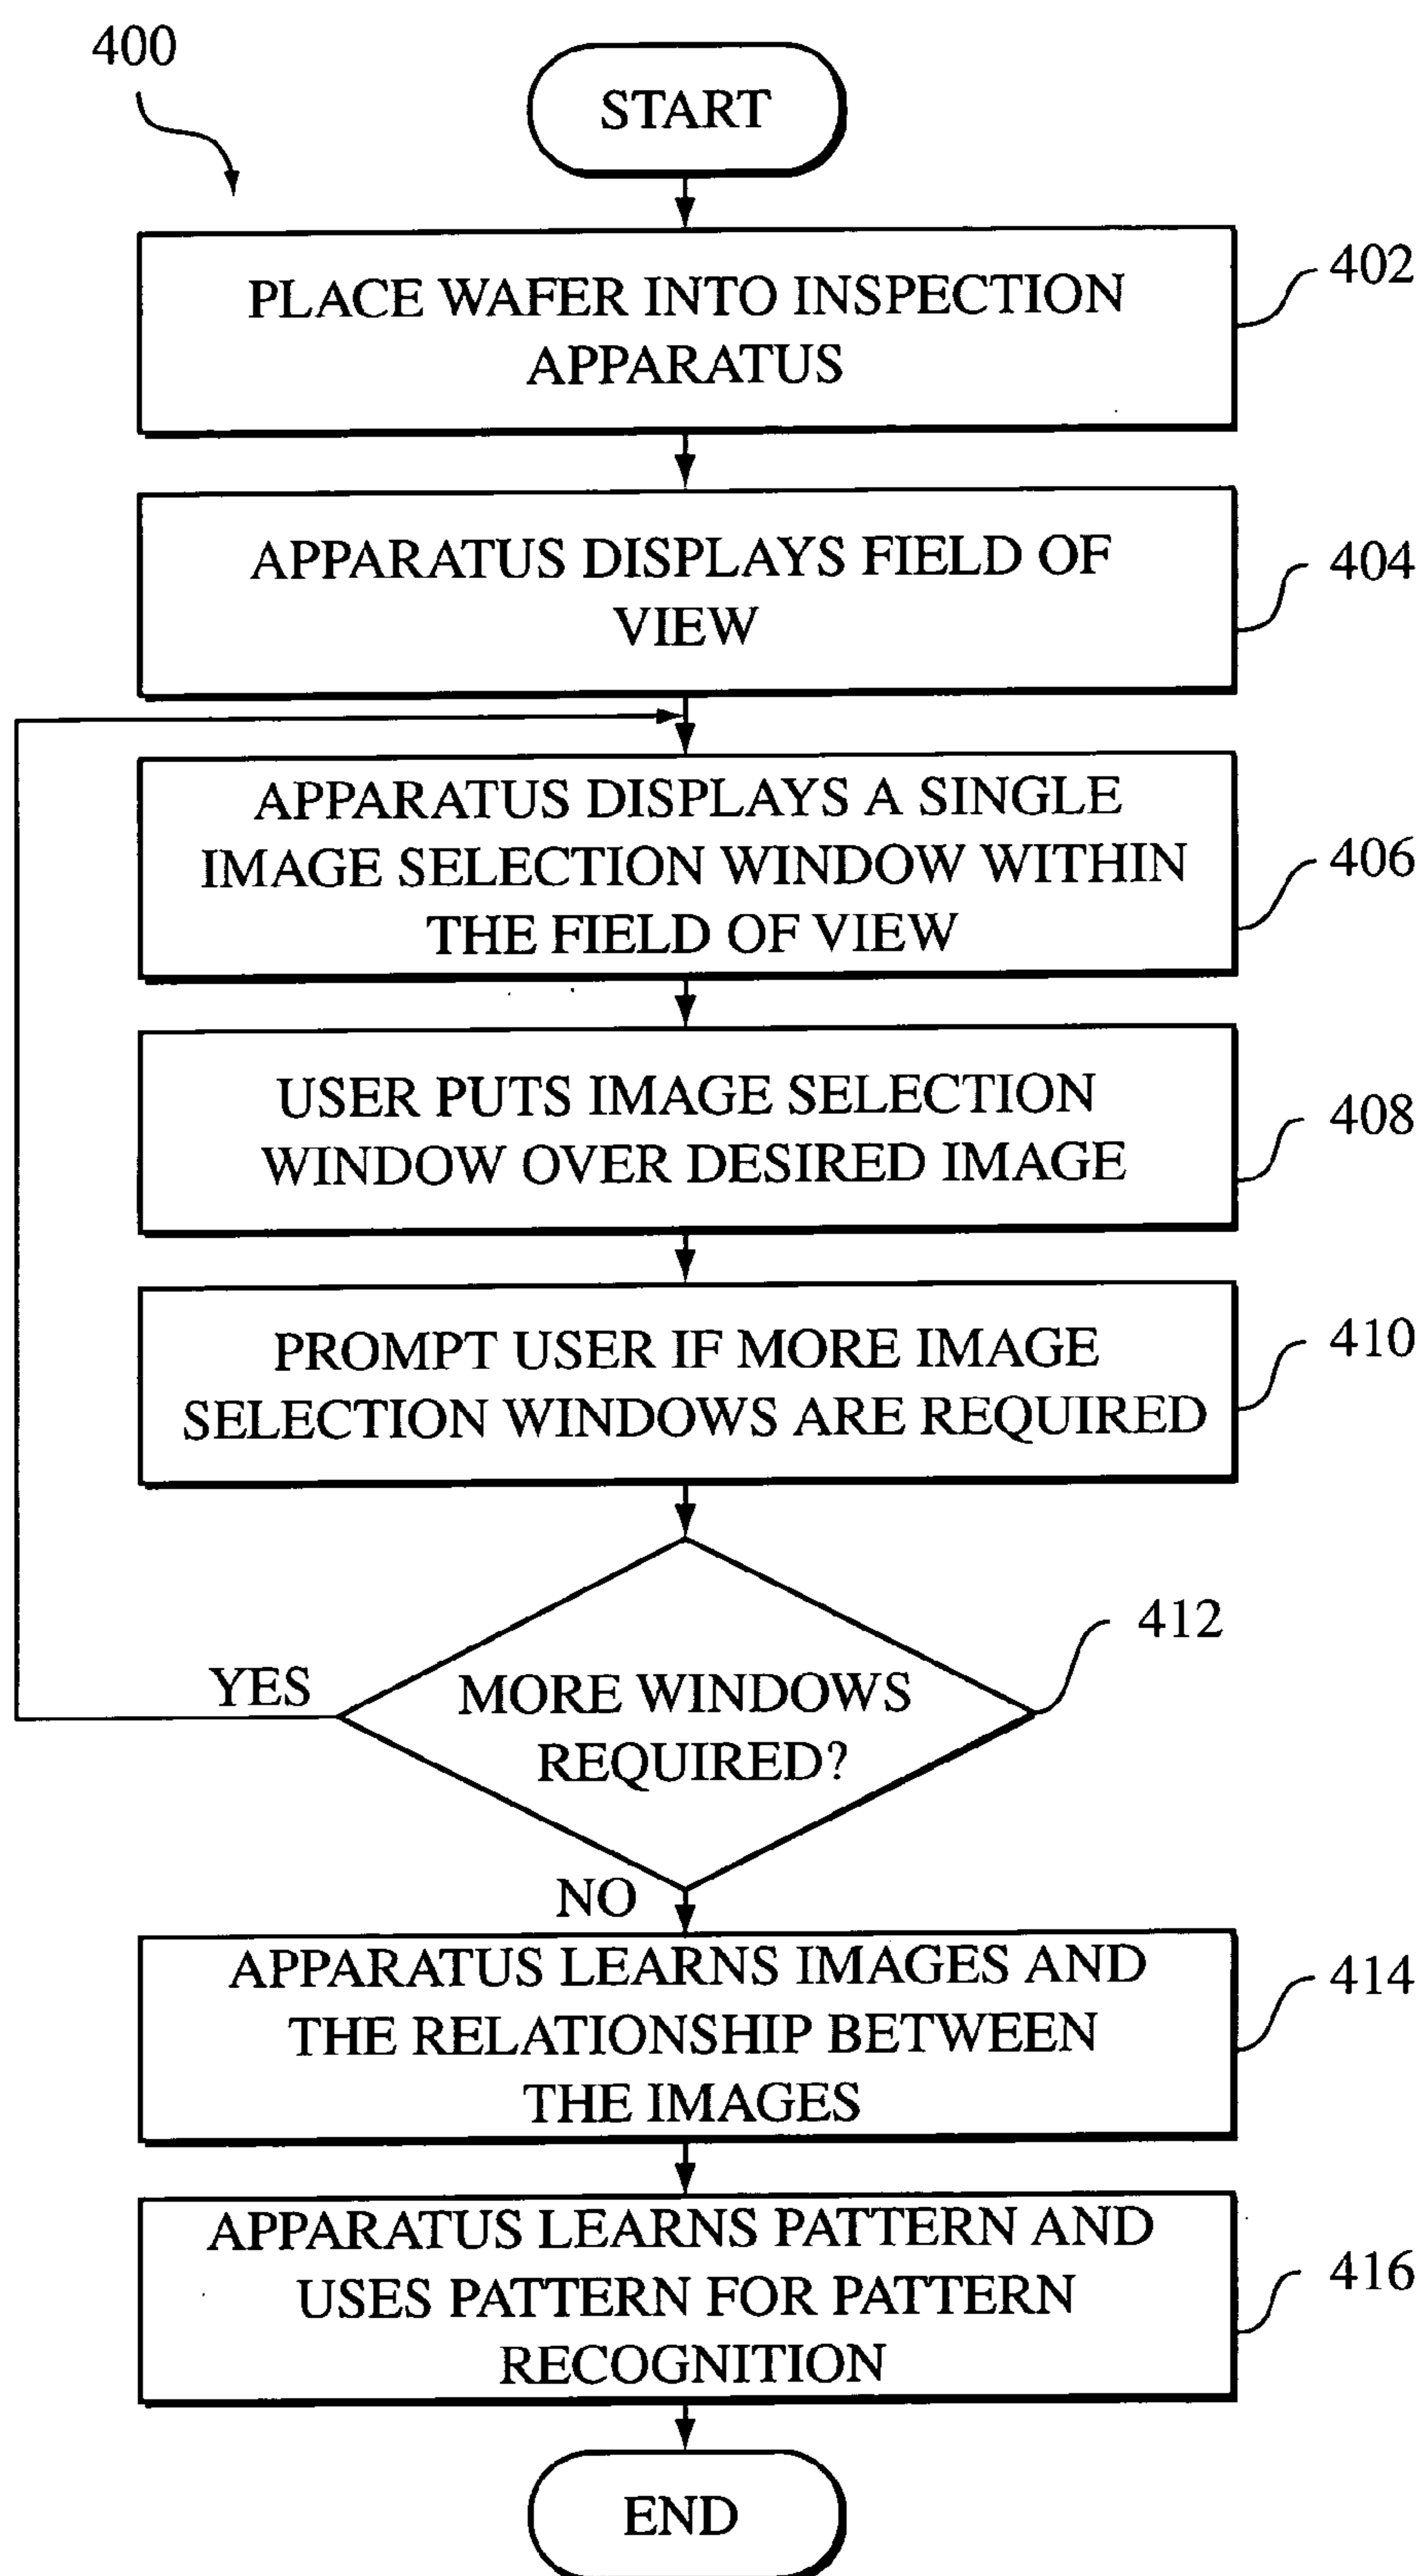 400
START
PLACE WAFER INTO INSPECTION
APPARATUS
402
APPARATUS DISPLAYS FIELD OF
VIEW
404
APPARATUS DISPLAYS A SINGLE
IMAGE SELECTION WINDOW WITHIN
THE FIELD OF VIEW
406
USER PUTS IMAGE SELECTION
WINDOW OVER DESIRED IMAGE
408
PROMPT USER IF MORE IMAGE
SELECTION WINDOWS ARE REQUIRED
410
MORE WINDOWS
REQUIRED?
412
YES
NO
APPARATUS LEARNS IMAGES AND
THE RELATIONSHIP BETWEEN
THE IMAGES
414
APPARATUS LEARNS PATTERN AND
USES PATTERN FOR PATTERN
RECOGNITION
416
END